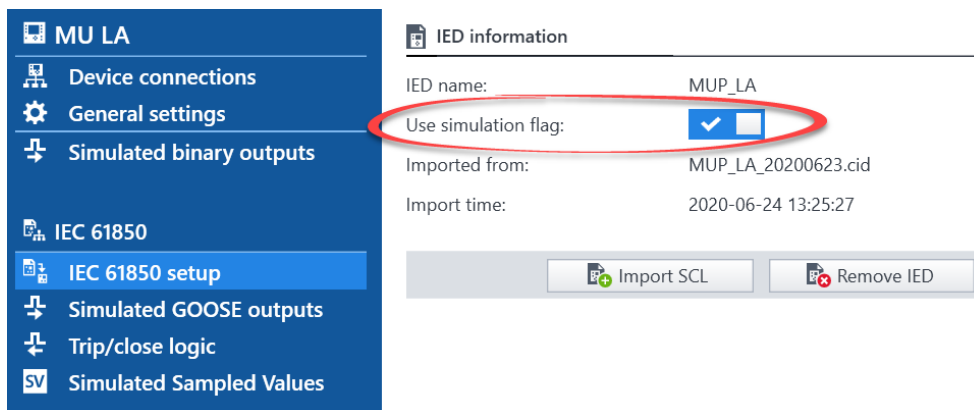 MU LA
Device connections
General settings
Simulated binary outputs
IEC 61850
IEC 61850 setup
Simulated GOOSE outputs
Trip/close logic
SV Simulated Sampled Values
IED information
IED name: MUP_LA
Use simulation flag:
Imported from: MUP_LA_20200623.cid
Import time: 2020-06-24 13:25:27
Import SCL Remove IED